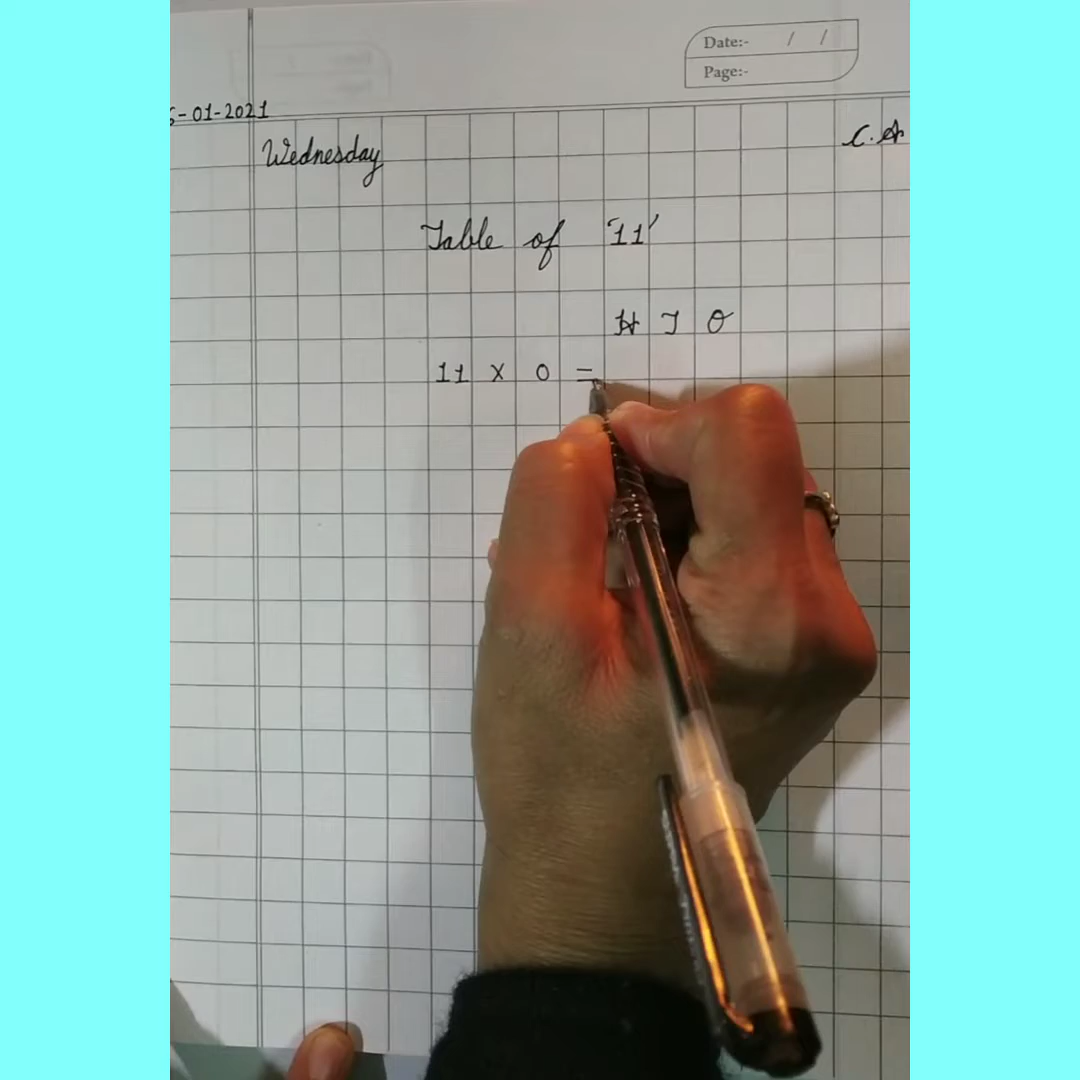 Date:- / /
Page:-
-01-2021
Wednesday
C.A
Table of '11'
H T O
11 x 0 =